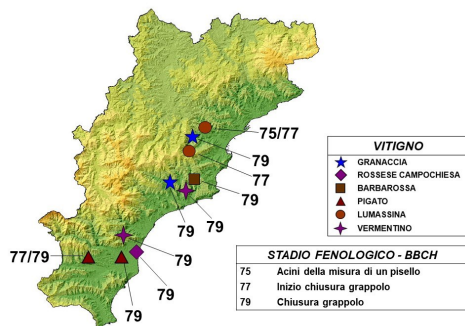 75/77
79
77
79
79
79
79
77/79
79
79
VITIGNO
GRANACCIA
ROSSESE CAMPOCHIESA
BARBAROSSA
PIGATO
LUMASSINA
VERMENTINO
STADIO FENOLOGICO - BBCH
75 Acini della misura di un pisello
77 Inizio chiusura grappolo
79 Chiusura grappolo